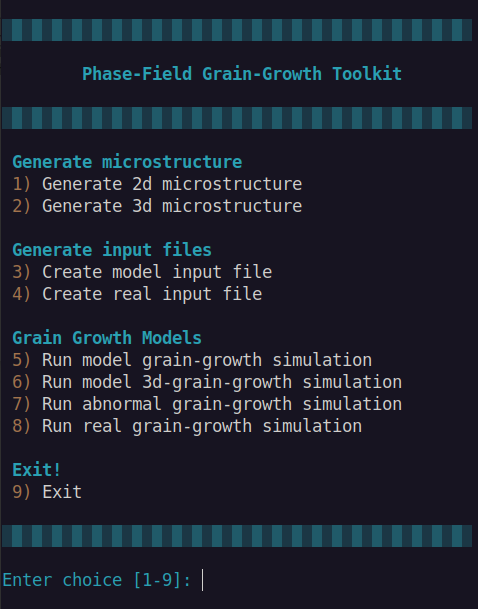 Phase-Field Grain-Growth Toolkit
Generate microstructure
1) Generate 2d microstructure
2) Generate 3d microstructure
Generate input files
3) Create model input file
4) Create real input file
Grain Growth Models
5) Run model grain-growth simulation
6) Run model 3d-grain-growth simulation
7) Run abnormal grain-growth simulation
8) Run real grain-growth simulation
Exit!
9) Exit
Enter choice [1-9]: